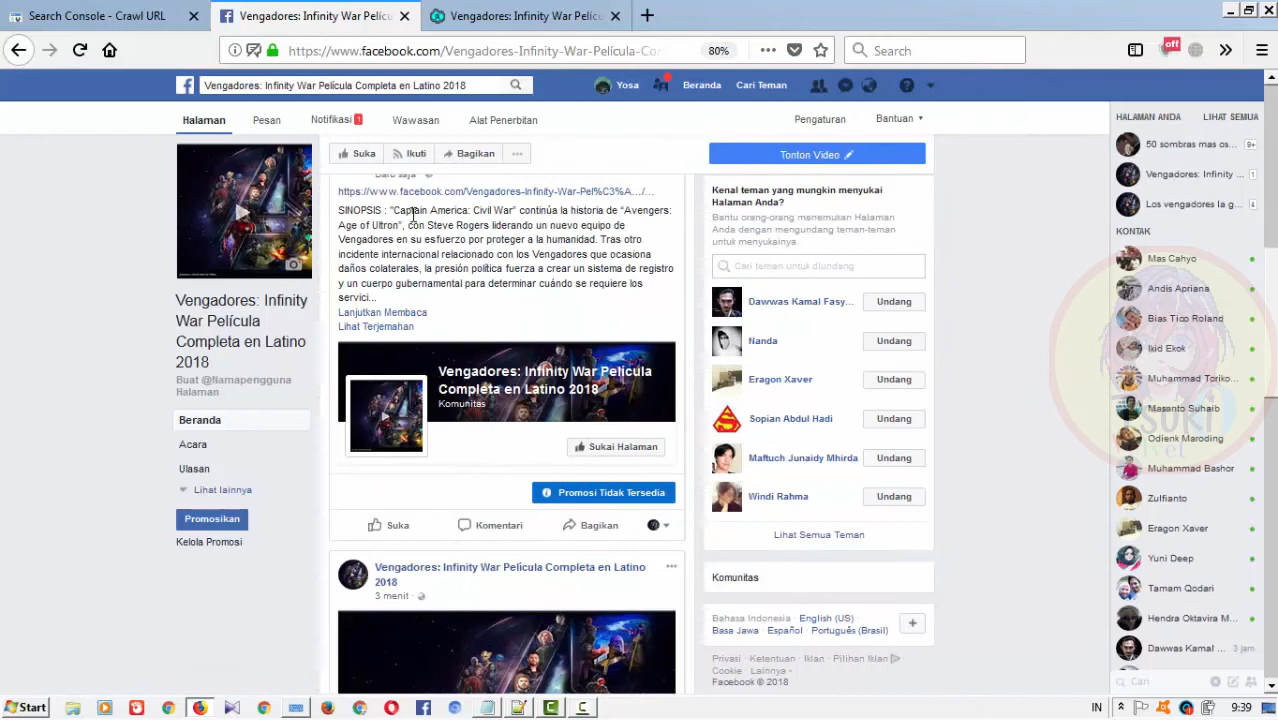 Search Console - Crawl URL
Vengadores: Infinity War Pelícu
Vengadores: Infinity War Pelícu
https://www.facebook.com/Vengadores-Infinity-War-Película-Co
80%
Search
off
Vengadores: Infinity War Película Completa en Latino 2018
Yosa
Beranda
Cari Teman
Halaman
Pesan
Notifikasi
1
Wawasan
Alat Penerbitan
Pengaturan
Bantuan
Suka
Ikuti
Bagikan
Tonton Video
Vengadores: Infinity
War Película
Completa en Latino
2018
Buat @Namapengguna
Halaman
Beranda
Acara
Ulasan
Lihat lainnya
Promosikan
Kelola Promosi
Baru saja
https://www.facebook.com/Vengadores-Infinity-War-Pel%C3%A.../...
SINOPSIS : "Captain America: Civil War" continúa la historia de "Avengers:
Age of Ultron", con Steve Rogers liderando un nuevo equipo de
Vengadores en su esfuerzo por proteger a la humanidad. Tras otro
incidente internacional relacionado con los Vengadores que ocasiona
daños colaterales, la presión política fuerza a crear un sistema de registro
y un cuerpo gubernamental para determinar cuándo se requiere los
servici...
Lanjutkan Membaca
Lihat Terjemahan
Vengadores: Infinity War Película
Completa en Latino 2018
Komunitas
Sukai Halaman
Promosi Tidak Tersedia
Suka
Komentari
Bagikan
Vengadores: Infinity War Película Completa en Latino
2018
3 menit
Kenal teman yang mungkin menyukai
Halaman Anda?
Bantu orang-orang menemukan Halaman
Anda dengan mengundang teman-teman
untuk menyukainya.
Cari teman untuk diundang
Dawwas Kamal Fasy...
Undang
Nanda
Undang
Eragon Xaver
Undang
Sopian Abdul Hadi
Undang
Maftuch Junaidy Mhirda
Undang
Windi Rahma
Undang
Lihat Semua Teman
Komunitas
Bahasa Indonesia · English (US) ·
Basa Jawa · Español · Português (Brasil)
Privasi · Ketentuan · Iklan · Pilihan Iklan
Cookie · Lainnya
Facebook © 2018
HALAMAN ANDA
LIHAT SEMUA
50 sombras mas os...
9+
Vengadores: Infinity ...
1
Los vengadores la g...
4
KONTAK
Mas Cahyo
Andis Apriana
Bias Tico Roland
Ikid Ekok
Muhammad Toriko...
Masanto Suhaib
Odienk Maroding
Muhammad Bashor
Zulfianto
Eragon Xaver
Yuni Deep
Tamam Qodari
Hendra Oktavira M...
Dawwas Kamal ...
3 jam
Cari
Start
IN
9:39